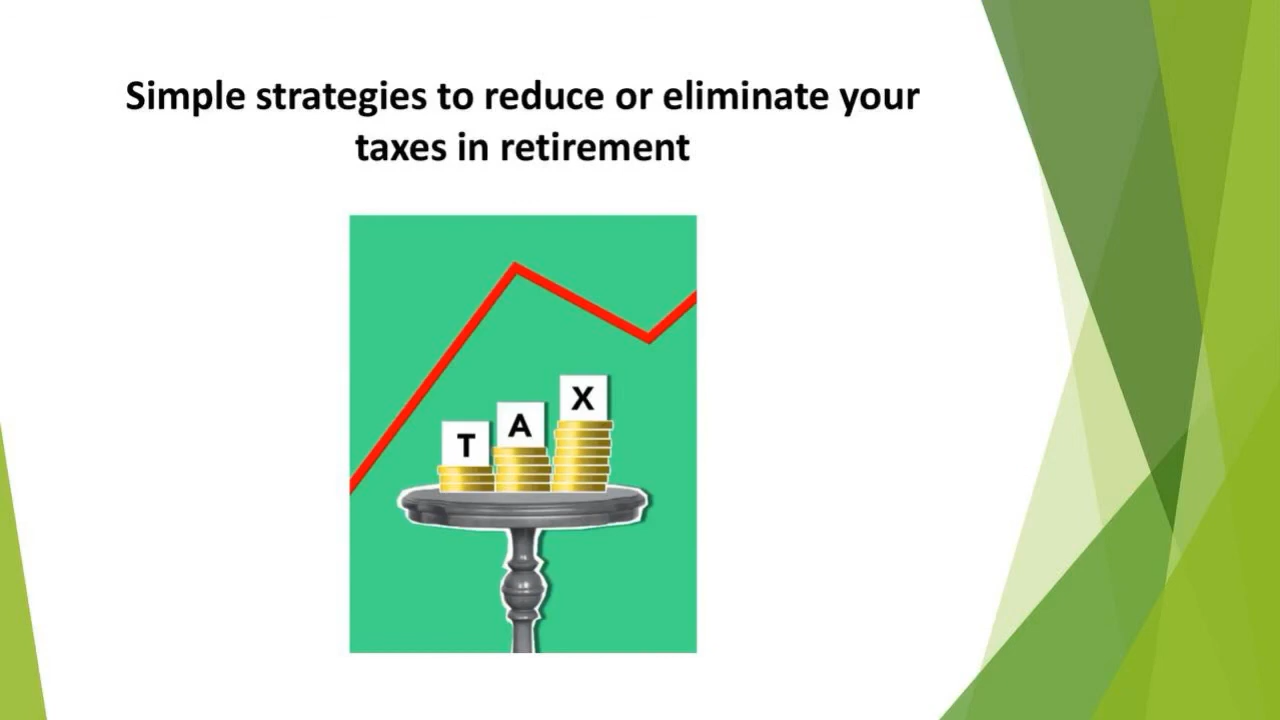 Simple strategies to reduce or eliminate your
taxes in retirement
T A X